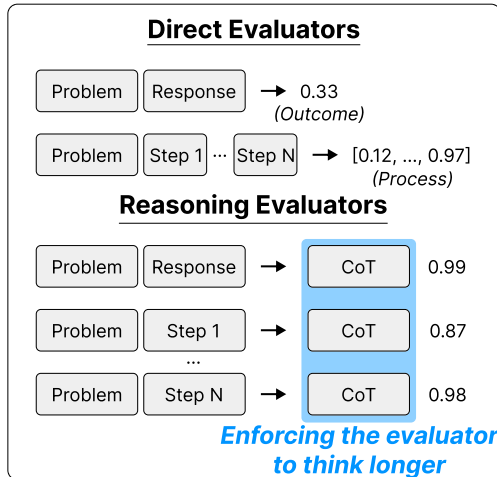 Direct Evaluators
Problem Response → 0.33
(Outcome)
Problem Step 1 ... Step N → [0.12, ..., 0.97]
(Process)
Reasoning Evaluators
Problem Response → CoT 0.99
Problem Step 1 → CoT 0.87
...
Problem Step N → CoT 0.98
Enforcing the evaluator
to think longer